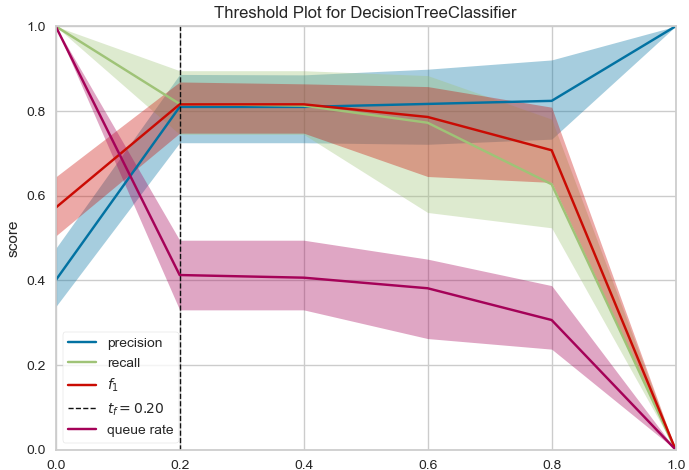 Threshold Plot for DecisionTreeClassifier
1.0
0.8
0.6
0.4
0.2
0.0
score
precision
recall
f1
t_f = 0.20
queue rate
0.0 0.2 0.4 0.6 0.8 1.0